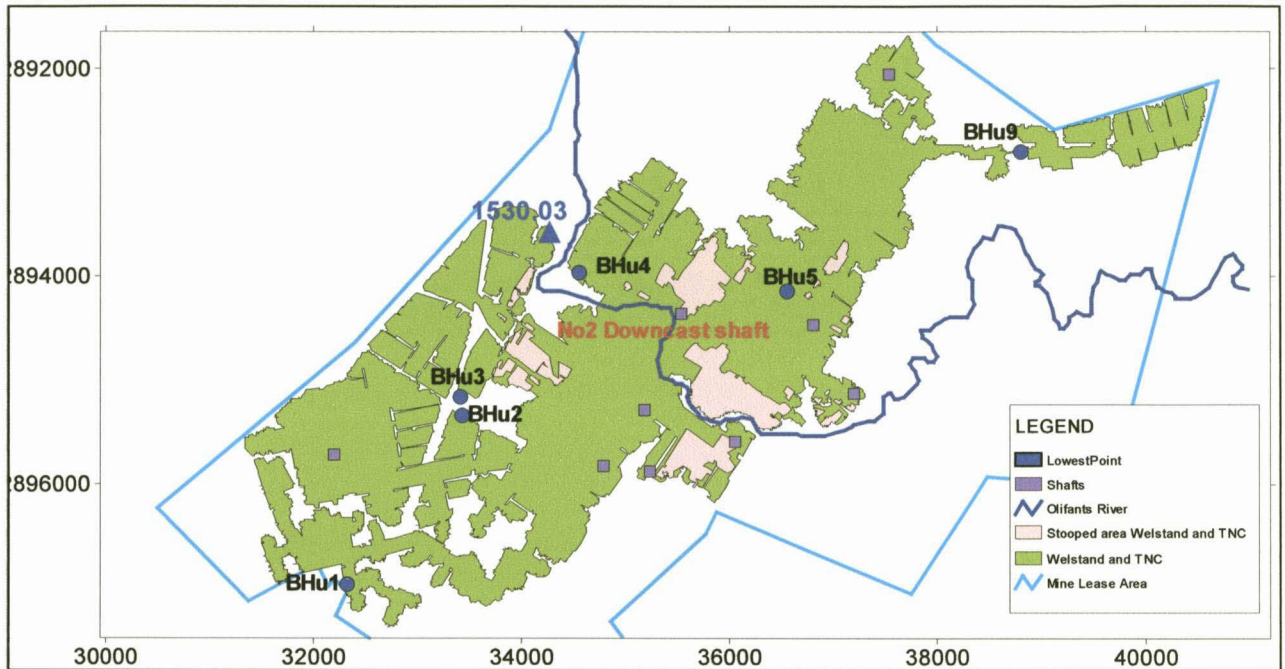 2892000
BHu9
1530.03
BHu4
2894000
BHu5
No2 Downcast shaft
BHu3
BHu2
LEGEND
LowestPoint
Shafts
2896000
Olifants River
Stooped area Welstand and TNC
Welstand and TNC
BHu1
Mine Lease Area
30000 32000 34000 36000 38000 40000